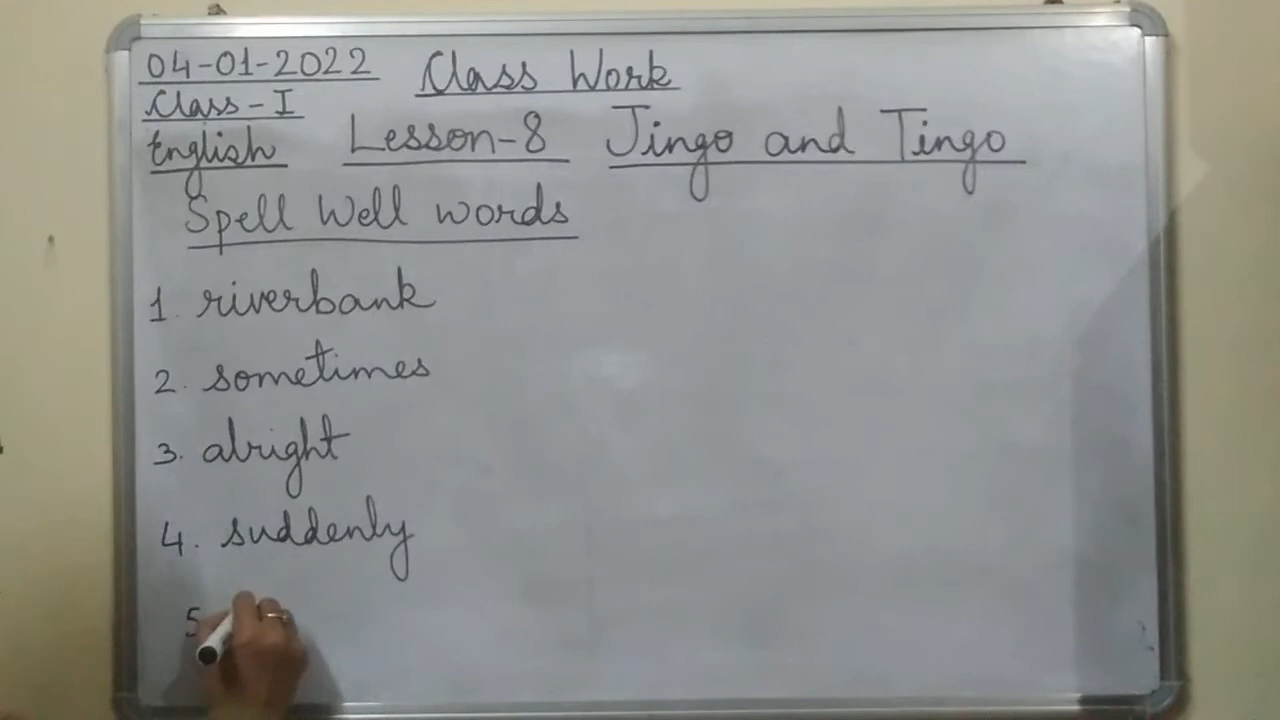 04-01-2022 Class Work
Class-I
English Lesson-8 Jingo and Tingo
Spell Well words
1. riverbank
2. sometimes
3. alright
4. suddenly
5